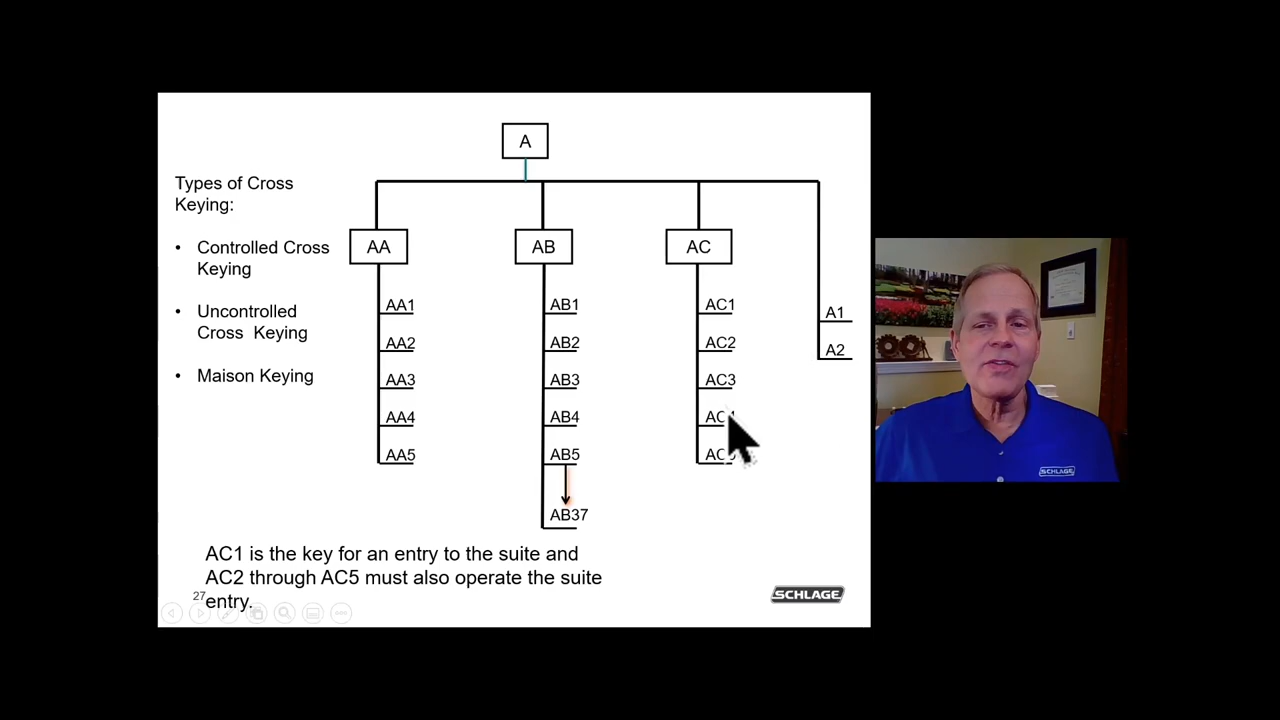 A
Types of Cross
Keying:
• Controlled Cross
Keying
• Uncontrolled
Cross Keying
• Maison Keying
AA
AB
AC
AA1
AA2
AA3
AA4
AA5
AB1
AB2
AB3
AB4
AB5
AB37
AC1
AC2
AC3
A1
A2
AC1 is the key for an entry to the suite and
AC2 through AC5 must also operate the suite
entry.
27
SCHLAGE
SCHLAGE